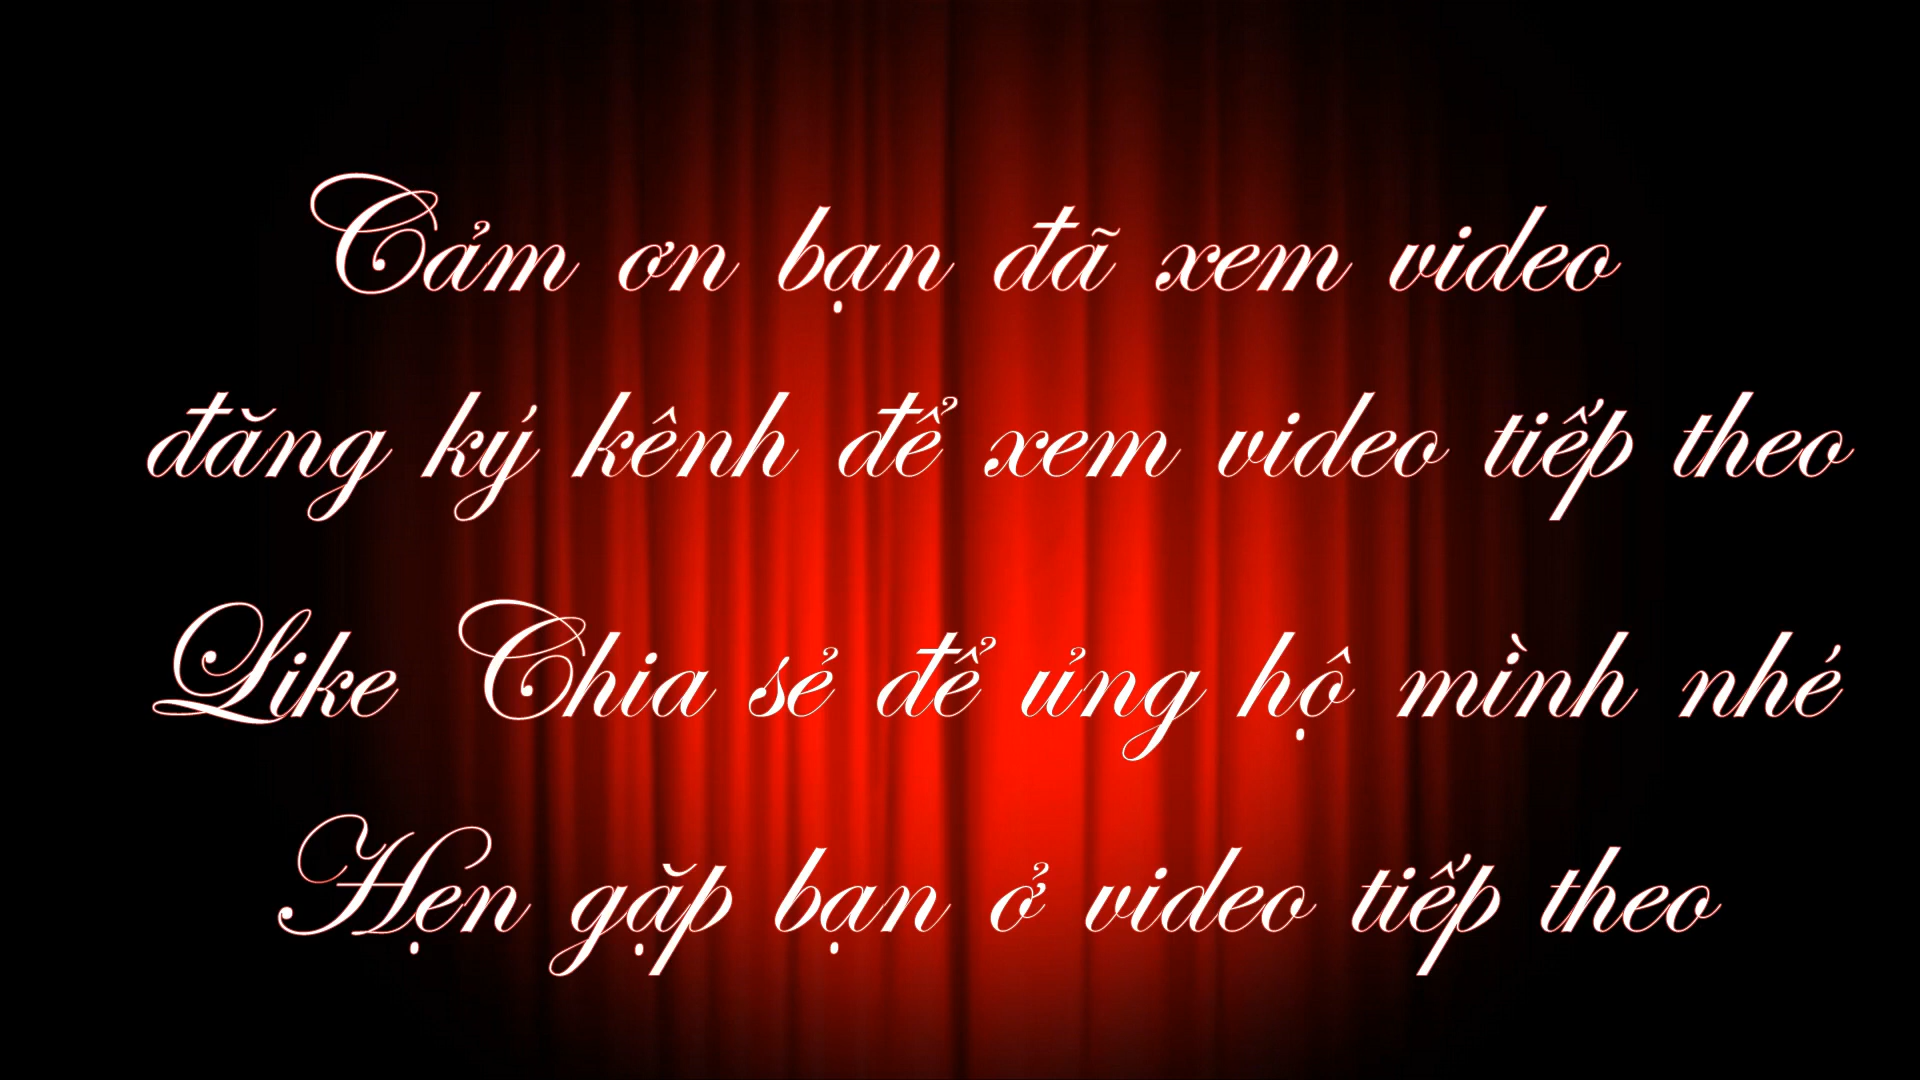 Cảm ơn bạn đã xem video
đăng ký kênh để xem video tiếp theo
Like Chia sẻ để ủng hộ mình nhé
Hẹn gặp bạn ở video tiếp theo